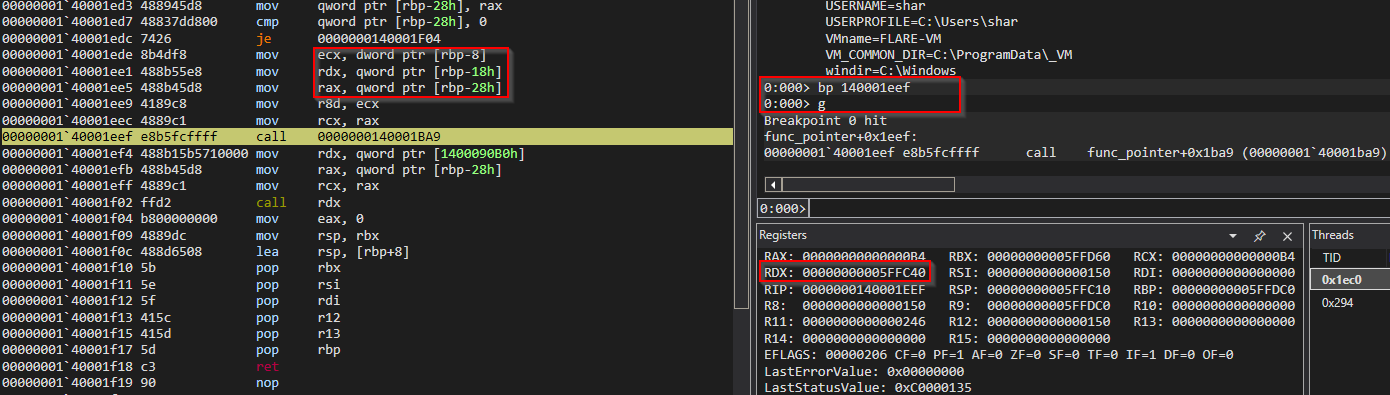 00000001`40001ed3 488945d8 mov qword ptr [rbp-28h], rax
00000001`40001ed7 48837dd800 cmp qword ptr [rbp-28h], 0
00000001`40001edc 7426 je 0000000140001F04
00000001`40001ede 8b4df8 mov ecx, dword ptr [rbp-8]
00000001`40001ee1 488b55e8 mov rdx, qword ptr [rbp-18h]
00000001`40001ee5 488b45d8 mov rax, qword ptr [rbp-28h]
00000001`40001ee9 4189c8 mov r8d, ecx
00000001`40001eec 4889c1 mov rcx, rax
00000001`40001eef e8b5fcffff call 0000000140001BA9
00000001`40001ef4 488b15b5710000 mov rdx, qword ptr [1400090B0h]
00000001`40001efb 488b45d8 mov rax, qword ptr [rbp-28h]
00000001`40001eff 4889c1 mov rcx, rax
00000001`40001f02 ffd2 call rdx
00000001`40001f04 b800000000 mov eax, 0
00000001`40001f09 4889dc mov rsp, rbx
00000001`40001f0c 488d6508 lea rsp, [rbp+8]
00000001`40001f10 5b pop rbx
00000001`40001f11 5e pop rsi
00000001`40001f12 5f pop rdi
00000001`40001f13 415c pop r12
00000001`40001f15 415d pop r13
00000001`40001f17 5d pop rbp
00000001`40001f18 c3 ret
00000001`40001f19 90 nop
USERNAME=shar
USERPROFILE=C:\Users\shar
VMname=FLARE-VM
VM_COMMON_DIR=C:\ProgramData\_VM
windir=C:\Windows
0:000> bp 140001eef
0:000> g
Breakpoint 0 hit
func_pointer+0x1eef:
00000001`40001eef e8b5fcffff call func_pointer+0x1ba9 (00000001`40001ba9)
0:000>
Registers
RAX: 00000000000000B4 RBX: 00000000005FFD60 RCX: 00000000000000B4
RDX: 00000000005FFC40 RSI: 0000000000000150 RDI: 0000000000000000
RIP: 0000000140001EEF RSP: 00000000005FFC10 RBP: 00000000005FFDC0
R8: 0000000000000150 R9: 00000000005FFDC0 R10: 0000000000000000
R11: 0000000000000246 R12: 0000000000000150 R13: 0000000000000000
R14: 0000000000000000 R15: 0000000000000000
EFLAGS: 00000206 CF=0 PF=1 AF=0 ZF=0 SF=0 TF=0 IF=1 DF=0 OF=0
LastErrorValue: 0x00000000
LastStatusValue: 0xC0000135
Threads
TID
0x1ec0
0x294